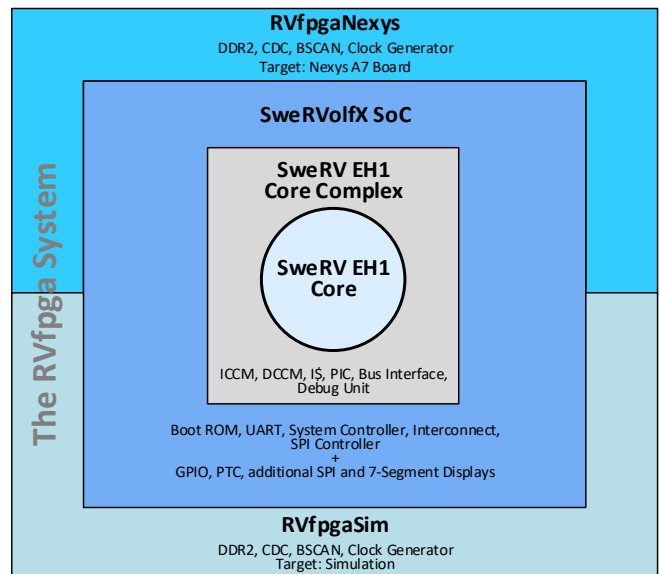 RVfpgaNexys
DDR2, CDC, BSCAN, Clock Generator
Target: Nexys A7 Board
SweRVolfX SoC
SweRV EH1
Core Complex
SweRV EH1
Core
ICCM, DCCM, I$, PIC, Bus Interface,
Debug Unit
Boot ROM, UART, System Controller, Interconnect,
SPI Controller
+
GPIO, PTC, additional SPI and 7-Segment Displays
RVfpgaSim
DDR2, CDC, BSCAN, Clock Generator
Target: Simulation
The RVfpga System